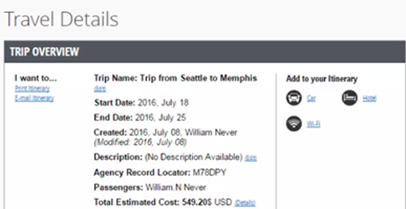 Travel Details
TRIP OVERVIEW
I want to...
Print Itinerary
E-mail Itinerary
Trip Name: Trip from Seattle to Memphis
Start Date: 2016, July 18
End Date: 2016, July 25
Created: 2016, July 08, William Never
(Modified: 2016, July 08)
Description: (No Description Available)
Agency Record Locator: M78DPY
Passengers: William.N Never
Total Estimated Cost: 549.20$ USD (Details)
Add to your Itinerary
Car
Hotel
Wi-Fi